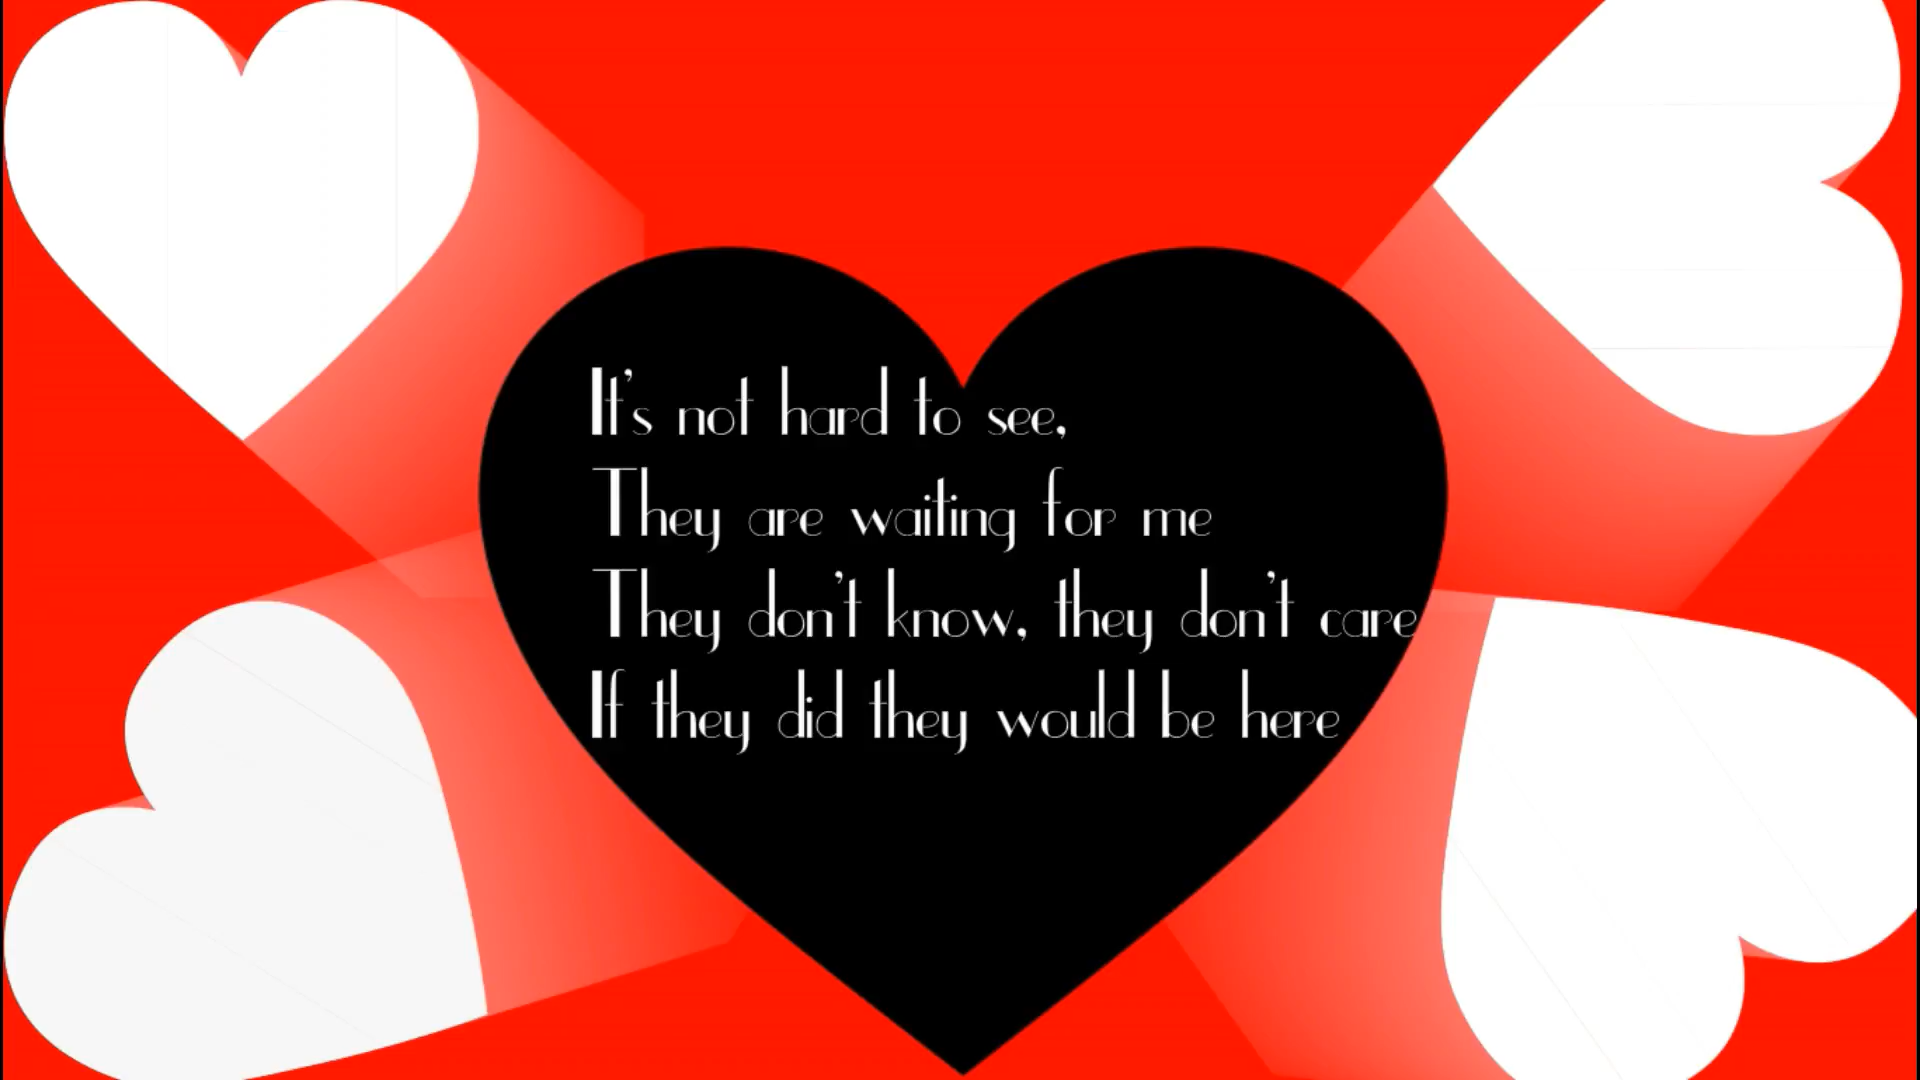 It's not hard to see,
They are waiting for me
They don't know, they don't care
If they did they would be here